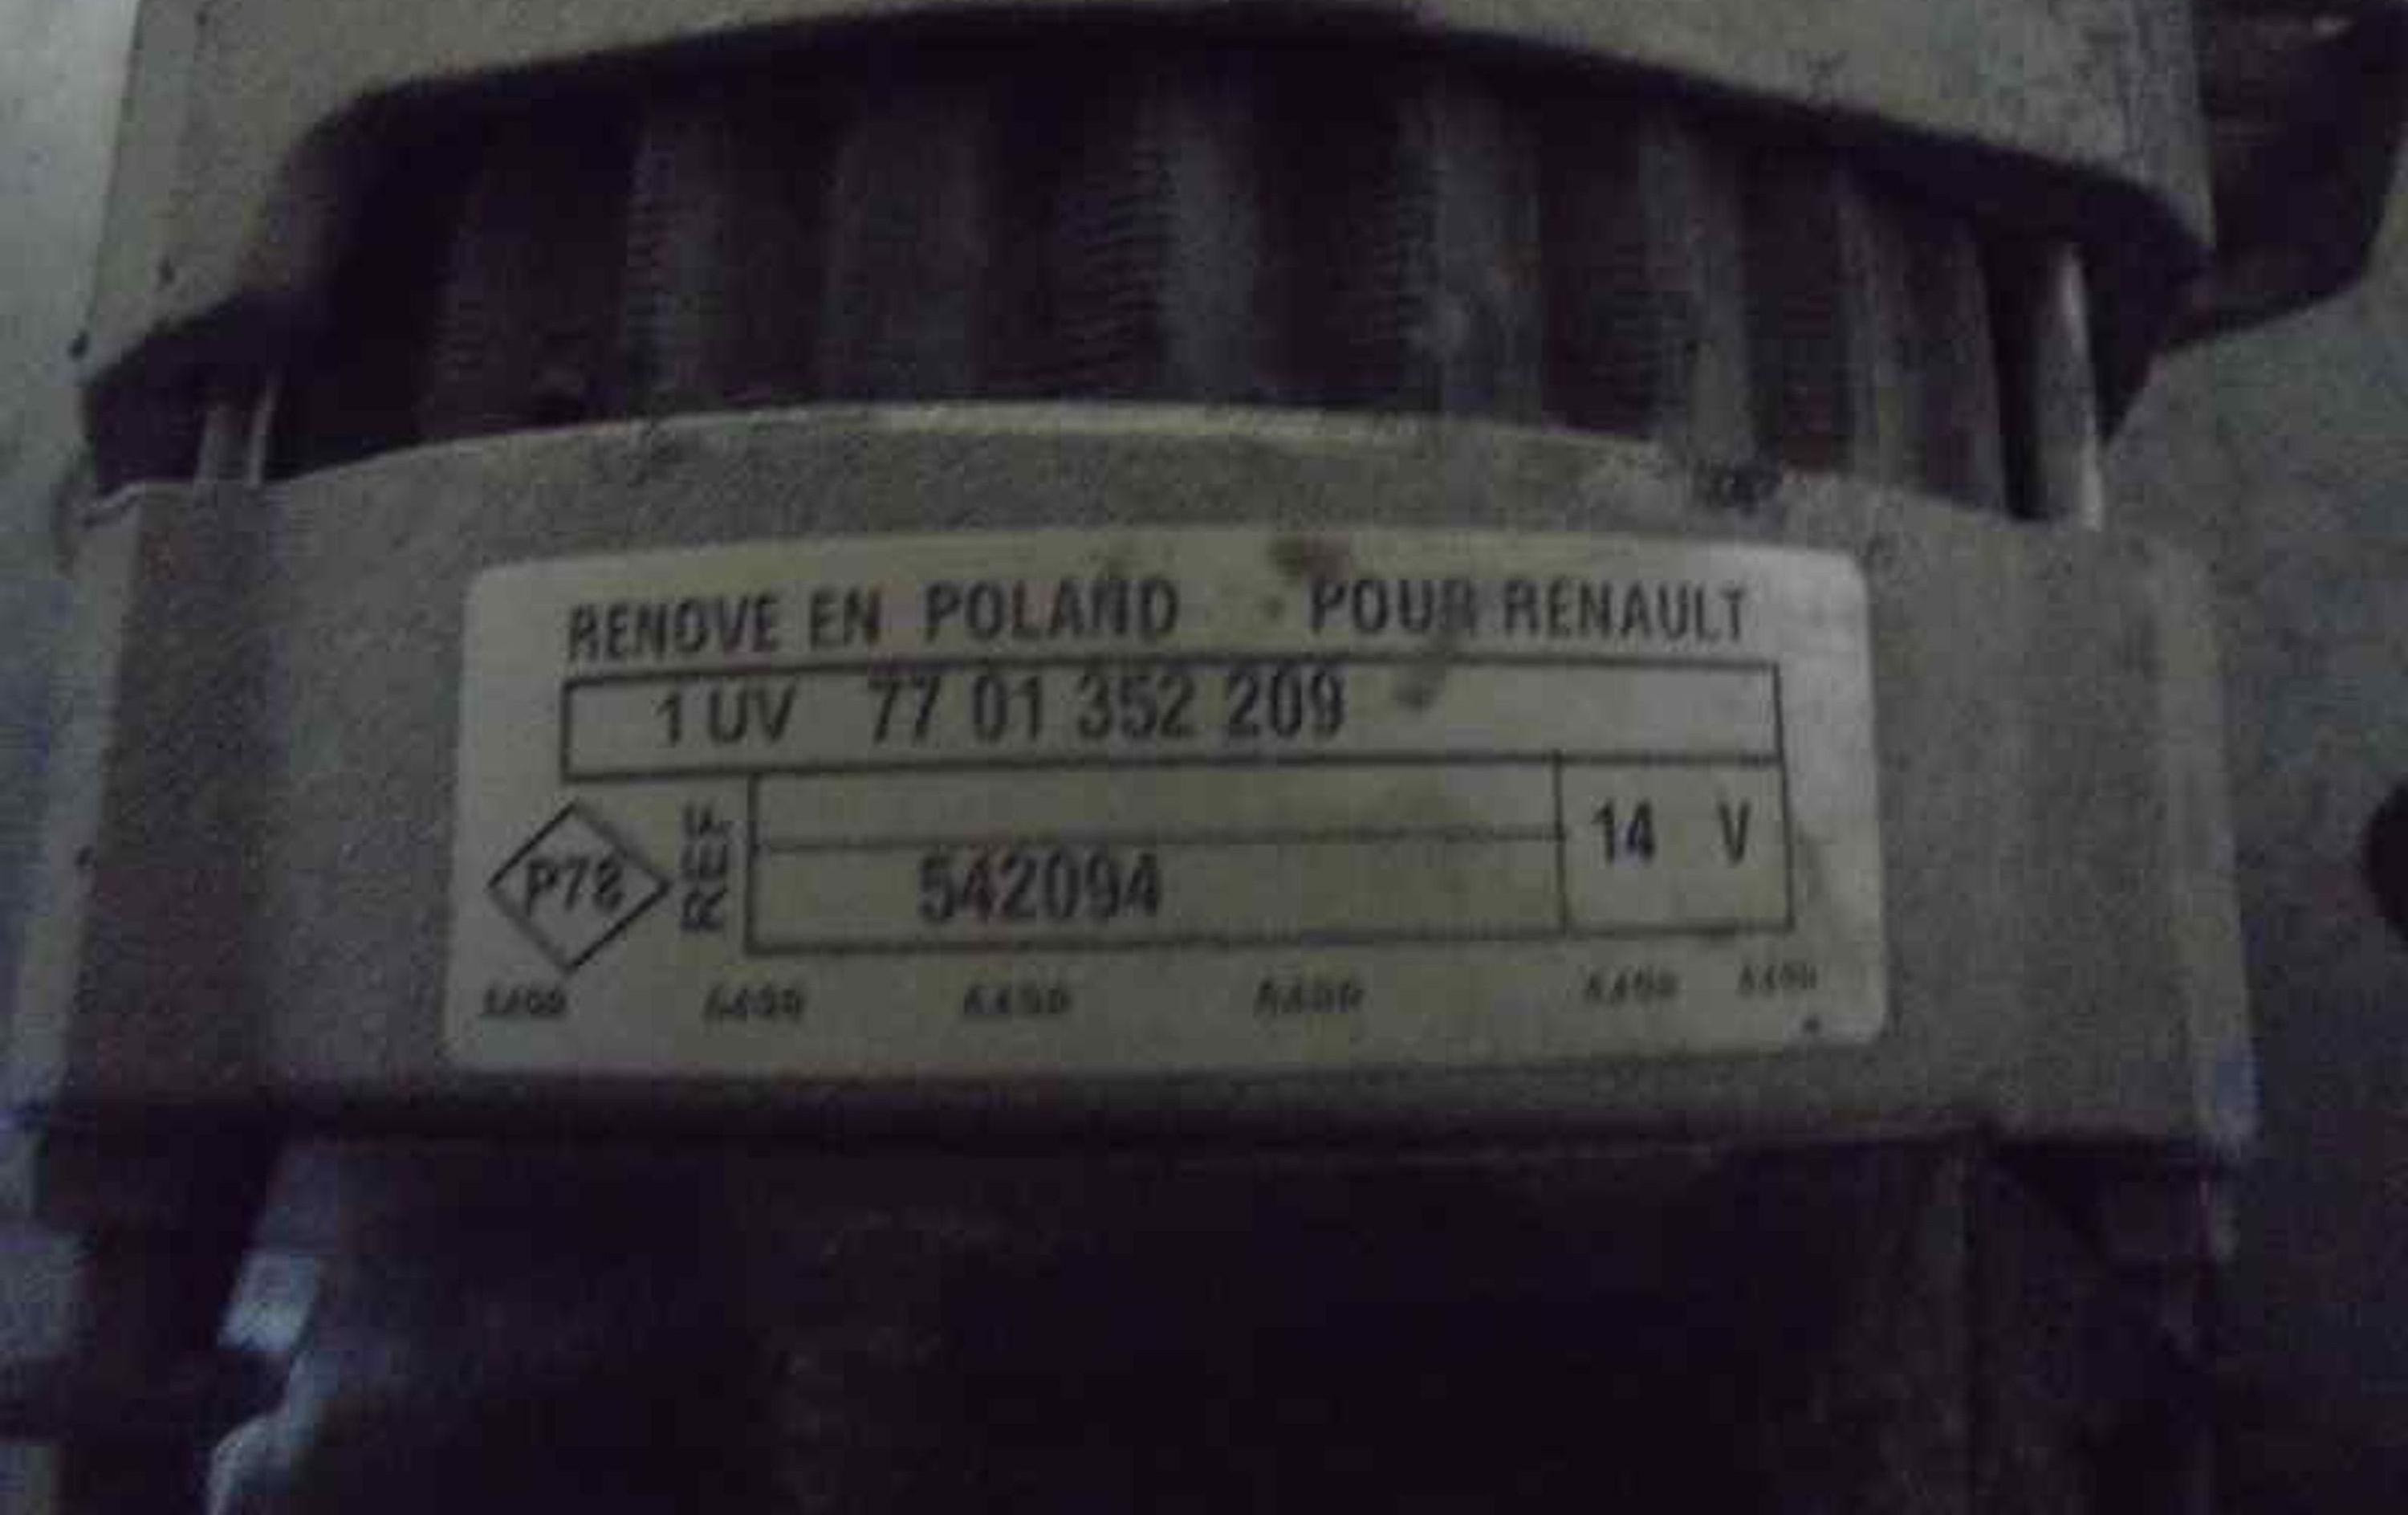 RENOVE EN POLAND POUR RENAULT
1 UV 77 01 352 209
P78
REF.
542094
14 V